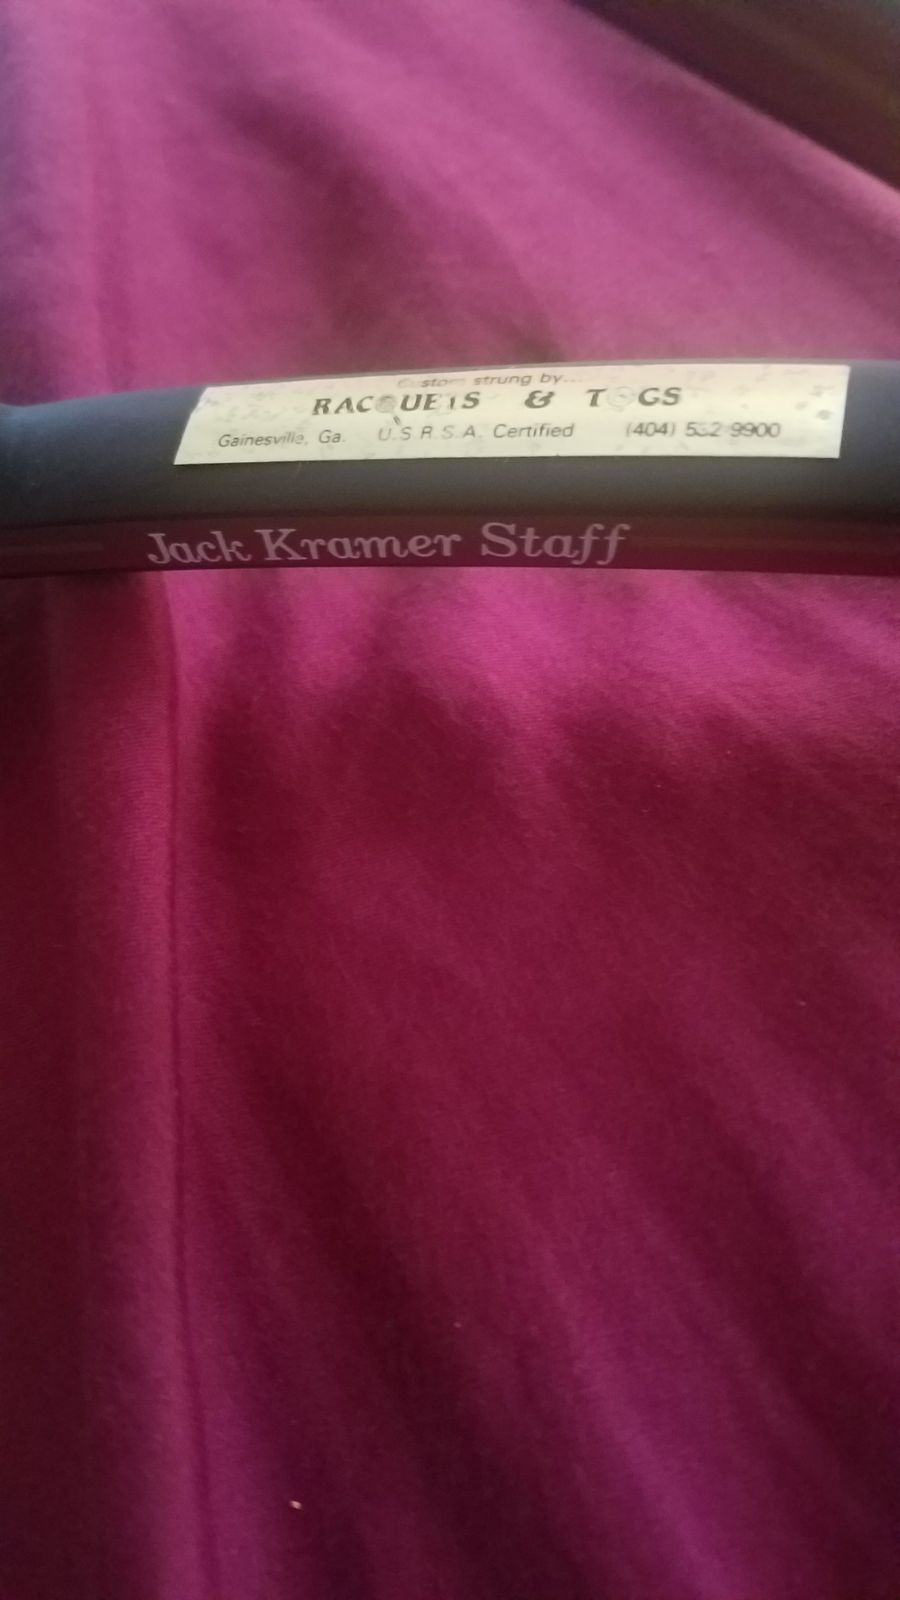 Custom strung by...
RACQUETS & TOGS
Gainesville, Ga. U.S.R.S.A. Certified (404) 532 9900
Jack Kramer Staff